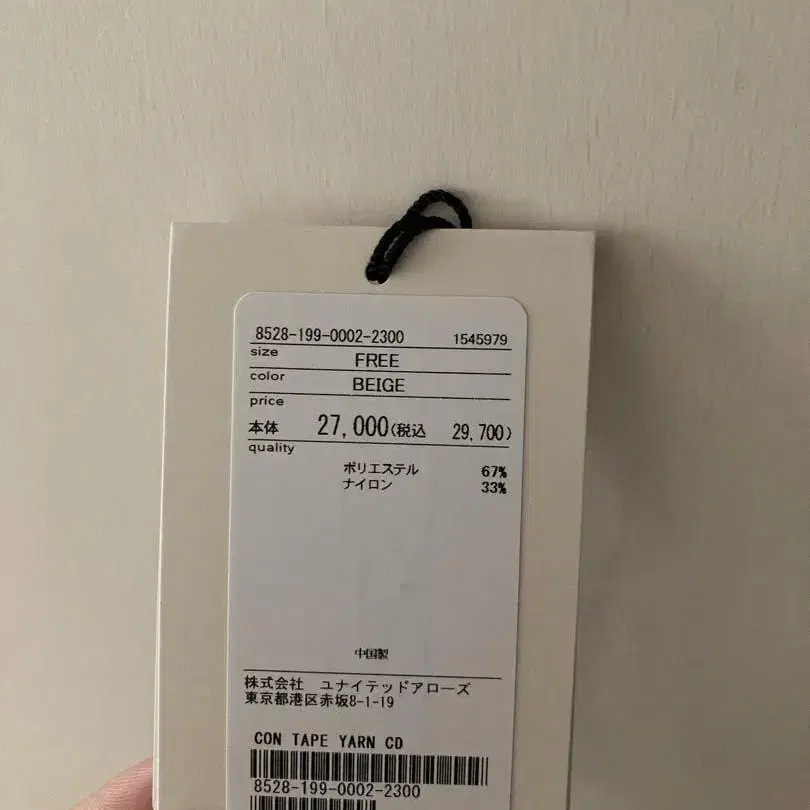 8528-199-0002-2300 1545979
size FREE
color BEIGE
price
本体 27,000(税込 29,700)
quality
ポリエステル 67%
ナイロン 33%
中国製
株式会社 ユナイテッドアローズ
東京都港区赤坂8-1-19
CON TAPE YARN CD
8528-199-0002-2300